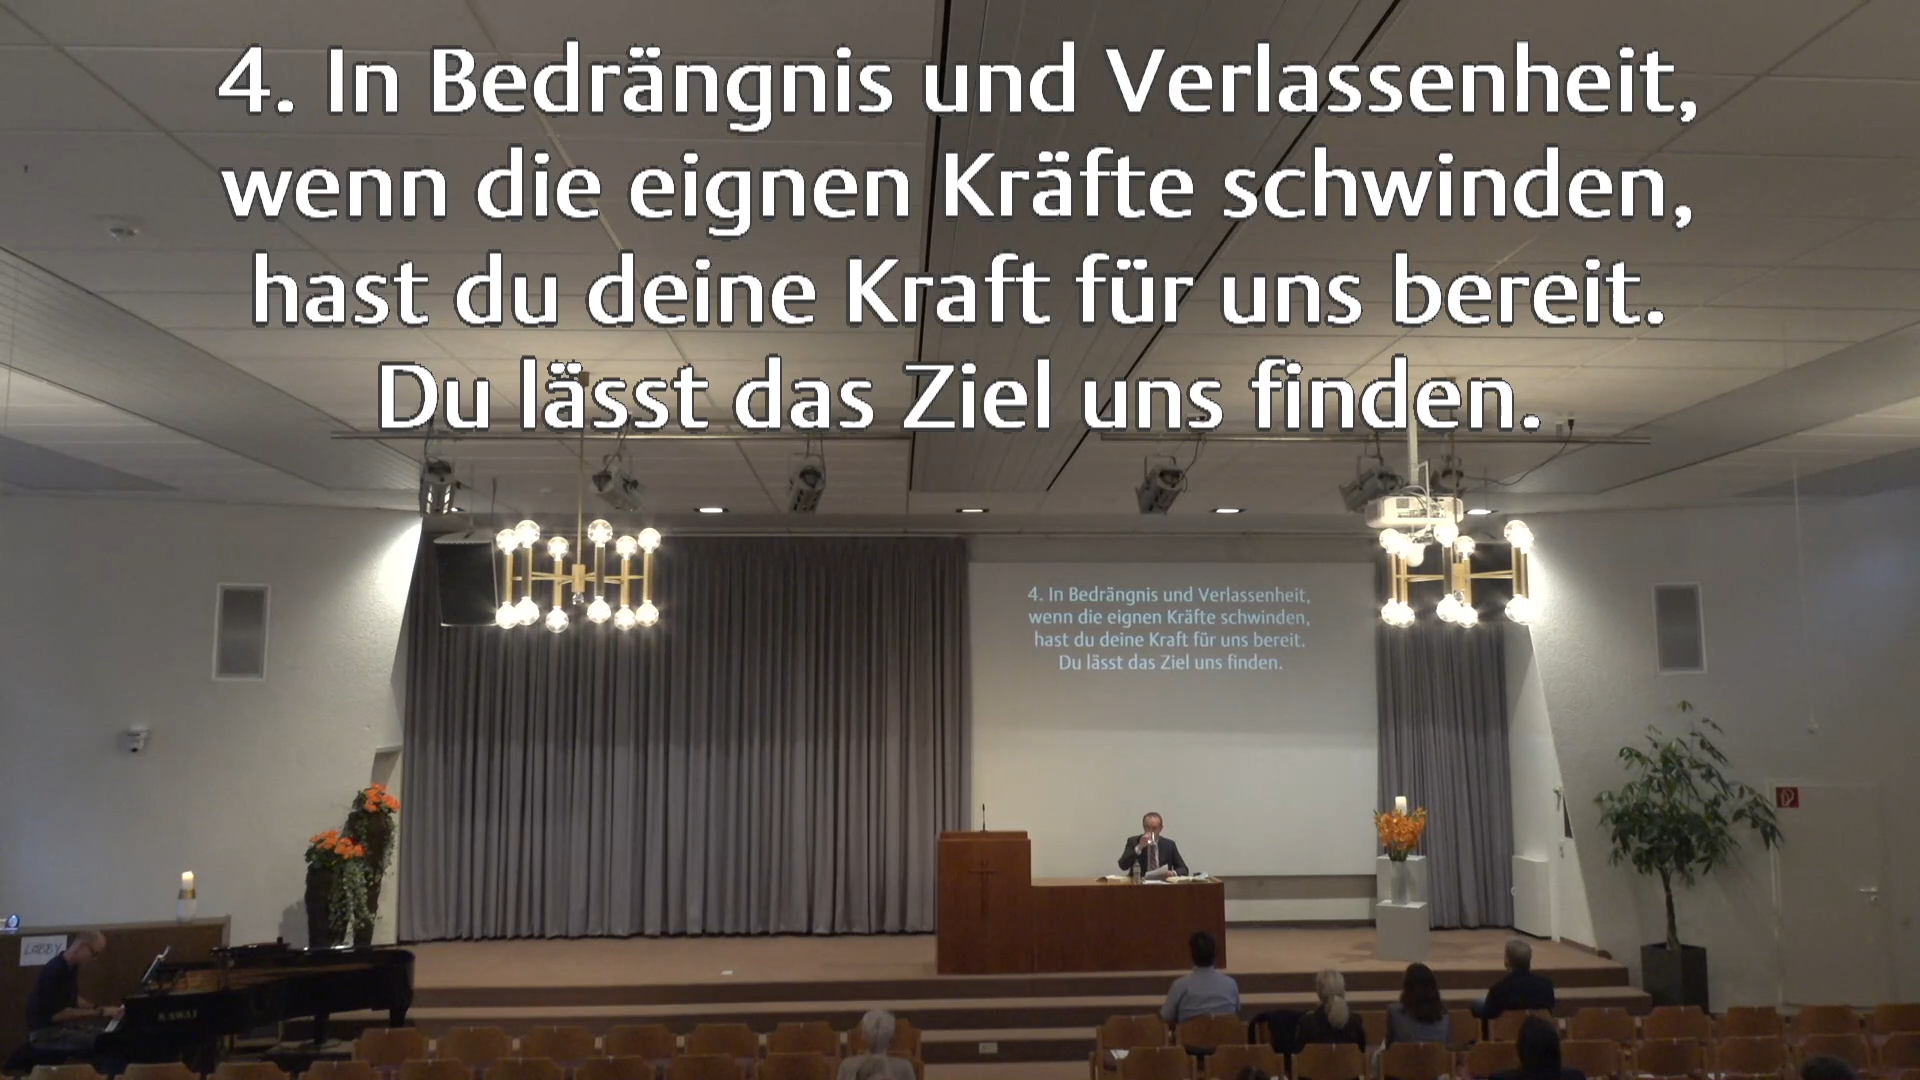 4. In Bedrängnis und Verlassenheit,
wenn die eignen Kräfte schwinden,
hast du deine Kraft für uns bereit.
Du lässt das Ziel uns finden.
4. In Bedrängnis und Verlassenheit,
wenn die eignen Kräfte schwinden,
hast du deine Kraft für uns bereit.
Du lässt das Ziel uns finden.
KAWAI